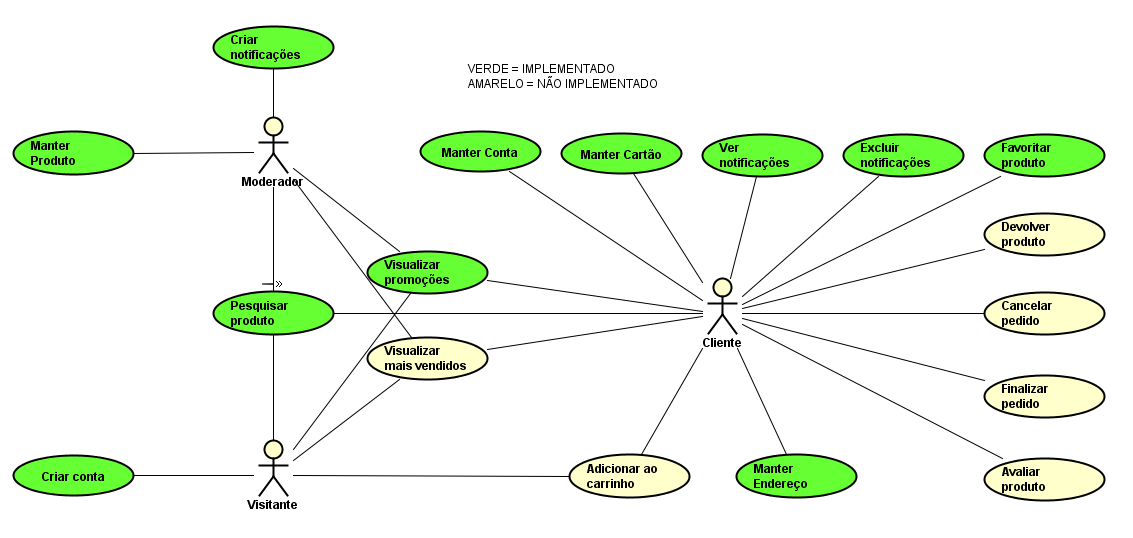 Criar
notificações
VERDE = IMPLEMENTADO
AMARELO = NÃO IMPLEMENTADO
Manter
Produto
Moderador
Manter Conta
Manter Cartão
Ver
notificações
Excluir
notificações
Favoritar
produto
Devolver
produto
Visualizar
promoções
Pesquisar
produto
Cliente
Cancelar
pedido
Visualizar
mais vendidos
Finalizar
pedido
Criar conta
Visitante
Adicionar ao
carrinho
Manter
Endereço
Avaliar
produto